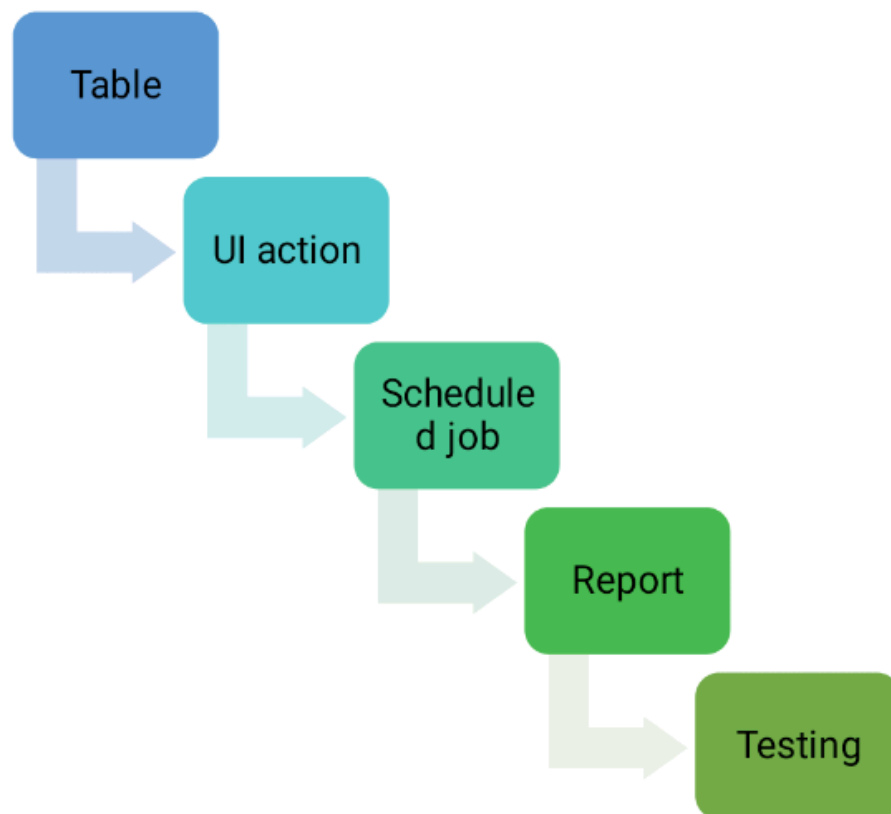 Table
UI action
Schedule
d job
Report
Testing